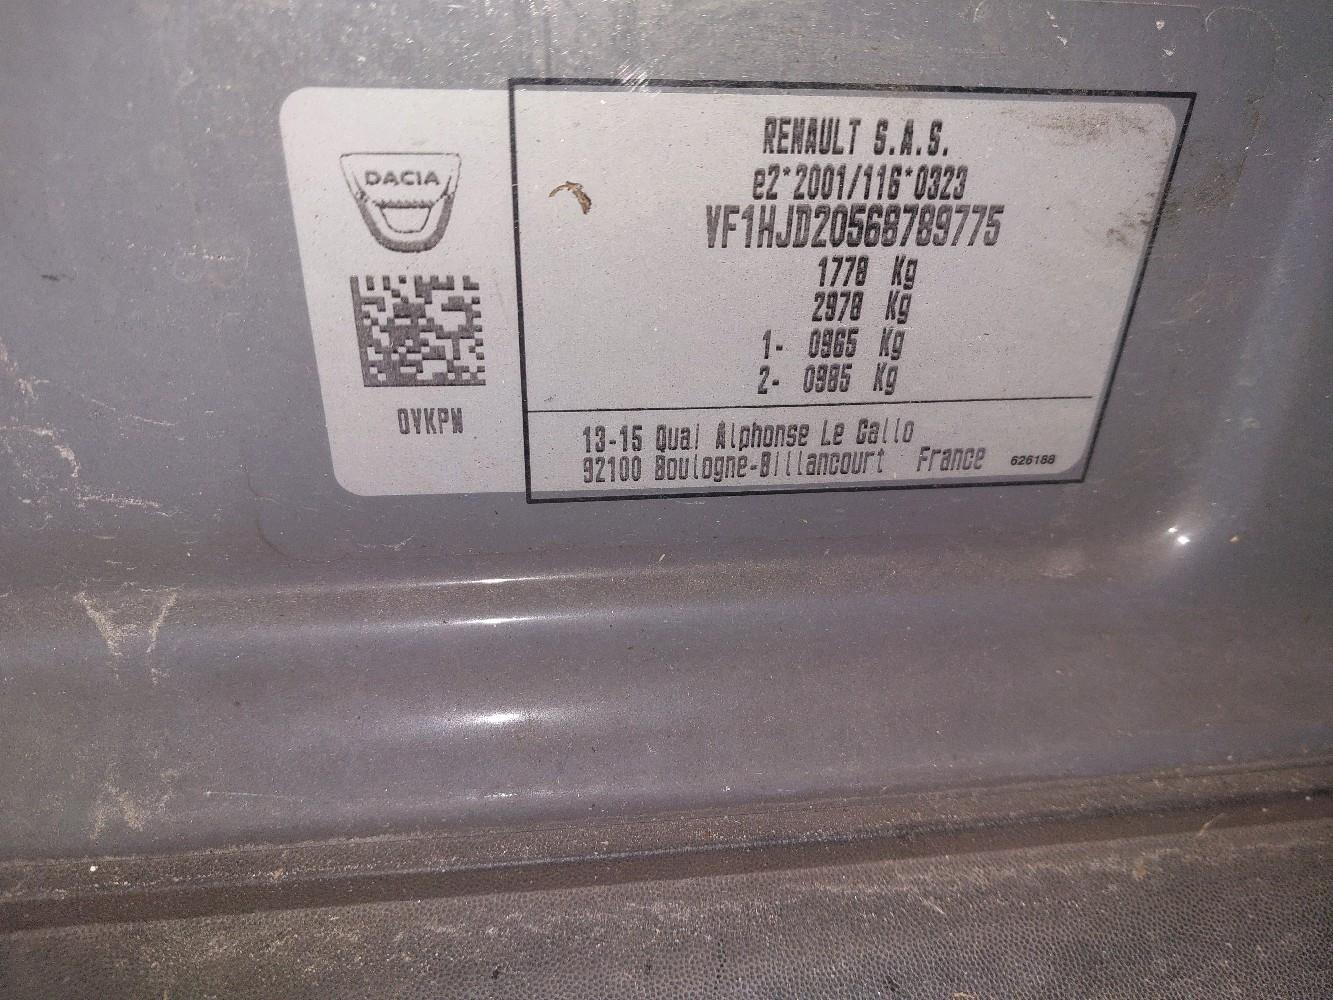 DACIA
OVKPN
RENAULT S.A.S.
e2*2001/116*0323
VF1HJD20568789775
1778 Kg
2978 Kg
1- 0965 Kg
2- 0985 Kg
13-15 Quai Alphonse Le Gallo
92100 Boulogne-Billancourt France
626188